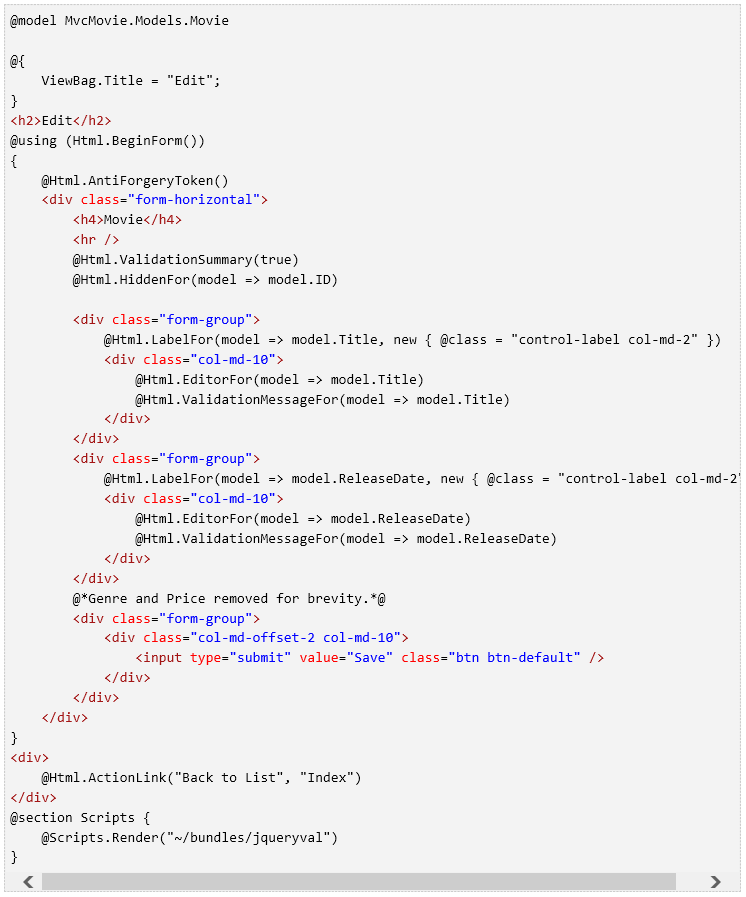 @model MvcMovie.Models.Movie

@{
    ViewBag.Title = "Edit";
}
<h2>Edit</h2>
@using (Html.BeginForm())
{
    @Html.AntiForgeryToken()
    <div class="form-horizontal">
        <h4>Movie</h4>
        <hr />
        @Html.ValidationSummary(true)
        @Html.HiddenFor(model => model.ID)

        <div class="form-group">
            @Html.LabelFor(model => model.Title, new { @class = "control-label col-md-2" })
            <div class="col-md-10">
                @Html.EditorFor(model => model.Title)
                @Html.ValidationMessageFor(model => model.Title)
            </div>
        </div>
        <div class="form-group">
            @Html.LabelFor(model => model.ReleaseDate, new { @class = "control-label col-md-2"
            <div class="col-md-10">
                @Html.EditorFor(model => model.ReleaseDate)
                @Html.ValidationMessageFor(model => model.ReleaseDate)
            </div>
        </div>
        @*Genre and Price removed for brevity.*@
        <div class="form-group">
            <div class="col-md-offset-2 col-md-10">
                <input type="submit" value="Save" class="btn btn-default" />
            </div>
        </div>
    </div>
}
<div>
    @Html.ActionLink("Back to List", "Index")
</div>
@section Scripts {
    @Scripts.Render("~/bundles/jqueryval")
}